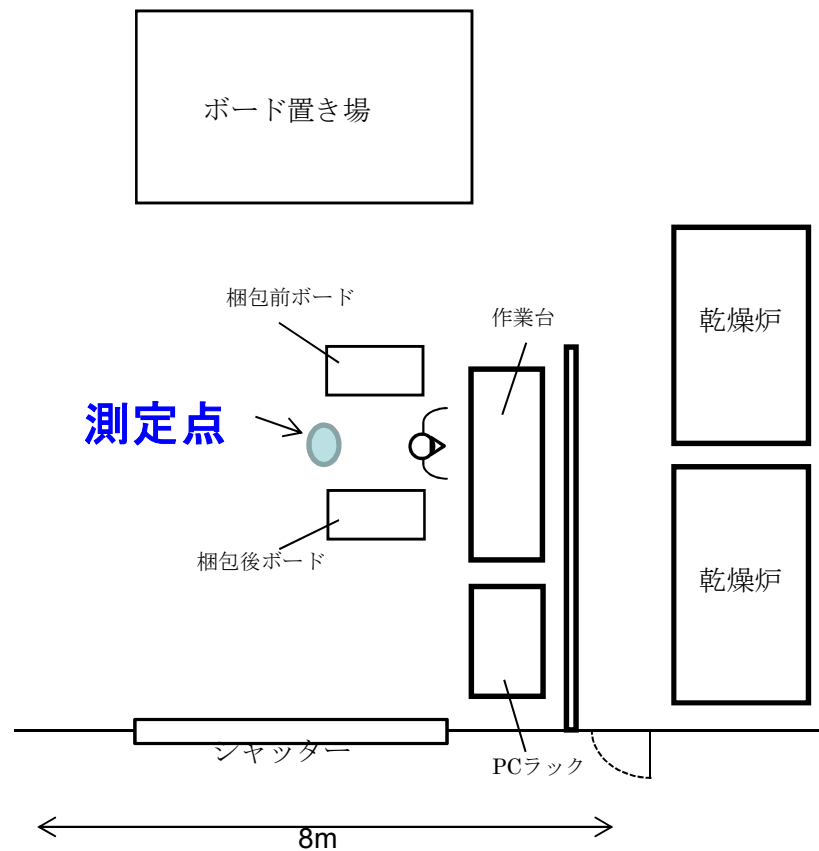 ボード置き場
梱包前ボード
作業台
乾燥炉
測定点
梱包後ボード
乾燥炉
シャッター
PCラック
8m